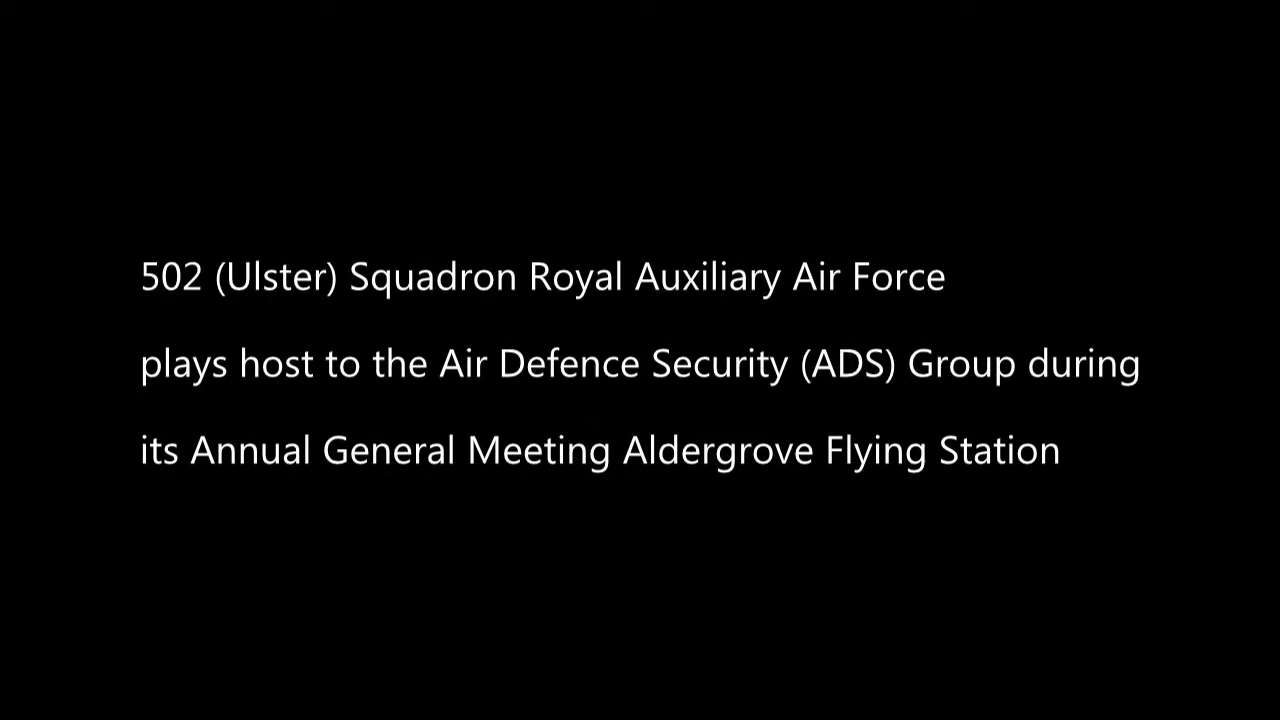 502 (Ulster) Squadron Royal Auxiliary Air Force
plays host to the Air Defence Security (ADS) Group during
its Annual General Meeting Aldergrove Flying Station